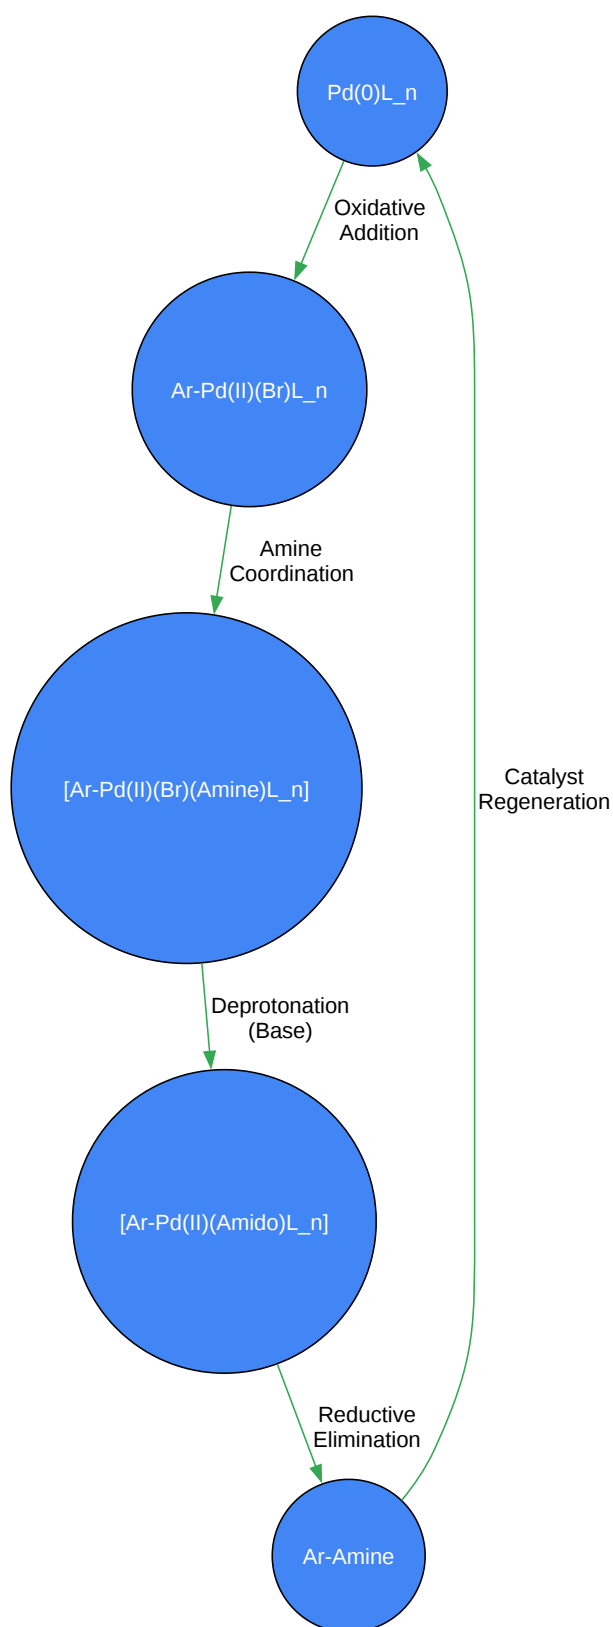 Pd(0)L_n
Oxidative
Addition
Ar-Pd(II)(Br)L_n
Amine
Coordination
[Ar-Pd(II)(Br)(Amine)L_n]
Catalyst
Regeneration
Deprotonation
(Base)
[Ar-Pd(II)(Amido)L_n]
Reductive
Elimination
Ar-Amine